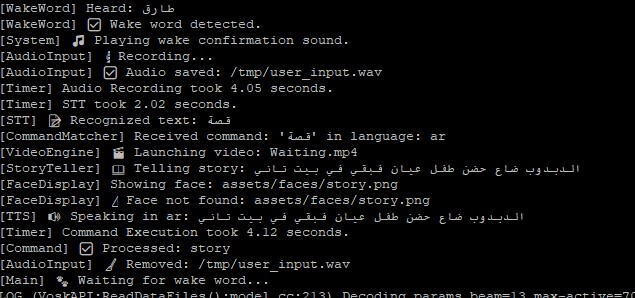 [WakeWord] Heard: طارق
[WakeWord] ☑ Wake word detected.
[System] 🎵 Playing wake confirmation sound.
[AudioInput] 🎙 Recording...
[AudioInput] ☑ Audio saved: /tmp/user_input.wav
[Timer] Audio Recording took 4.05 seconds.
[Timer] STT took 2.02 seconds.
[STT] 📝 Recognized text: قصة
[CommandMatcher] Received command: 'قصة' in language: ar
[VideoEngine] 🎬 Launching video: Waiting.mp4
[StoryTeller] 📖 Telling story: الدبدوب ضاع حضن طفل عيان فبقي في بيت تاني
[FaceDisplay] Showing face: assets/faces/story.png
[FaceDisplay] Face not found: assets/faces/story.png
[TTS] 🔊 Speaking in ar: الدبدوب ضاع حضن طفل عيان فبقي في بيت تاني
[Timer] Command Execution took 4.12 seconds.
[Command] ☑ Processed: story
[AudioInput] 🧹 Removed: /tmp/user_input.wav
[Main] 🐾 Waiting for wake word...
LOG (VoskAPI:ReadDataFiles():model.cc:213) Decoding params beam=13 max-active=70